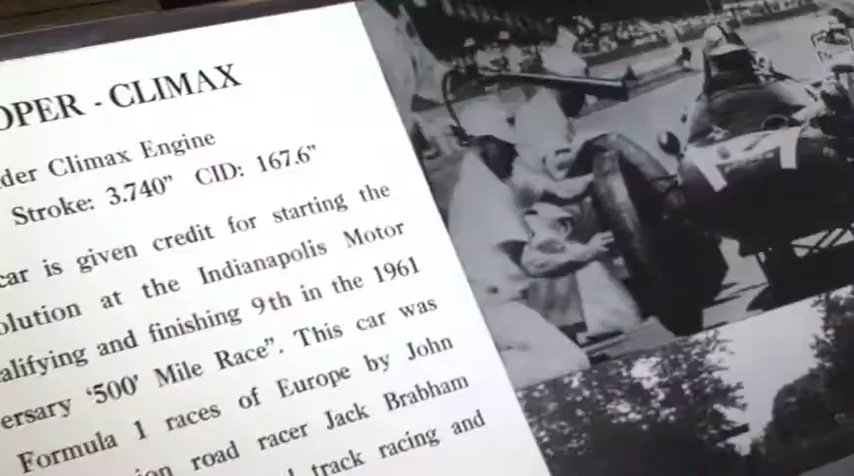 OPER - CLIMAX
der Climax Engine
Stroke: 3.740” CID: 167.6”
car is given credit for starting the
olution at the Indianapolis Motor
alifying and finishing 9th in the 1961
ersary ‘500’ Mile Race”. This car was
Formula 1 races of Europe by John
ion road racer Jack Brabham
track racing and